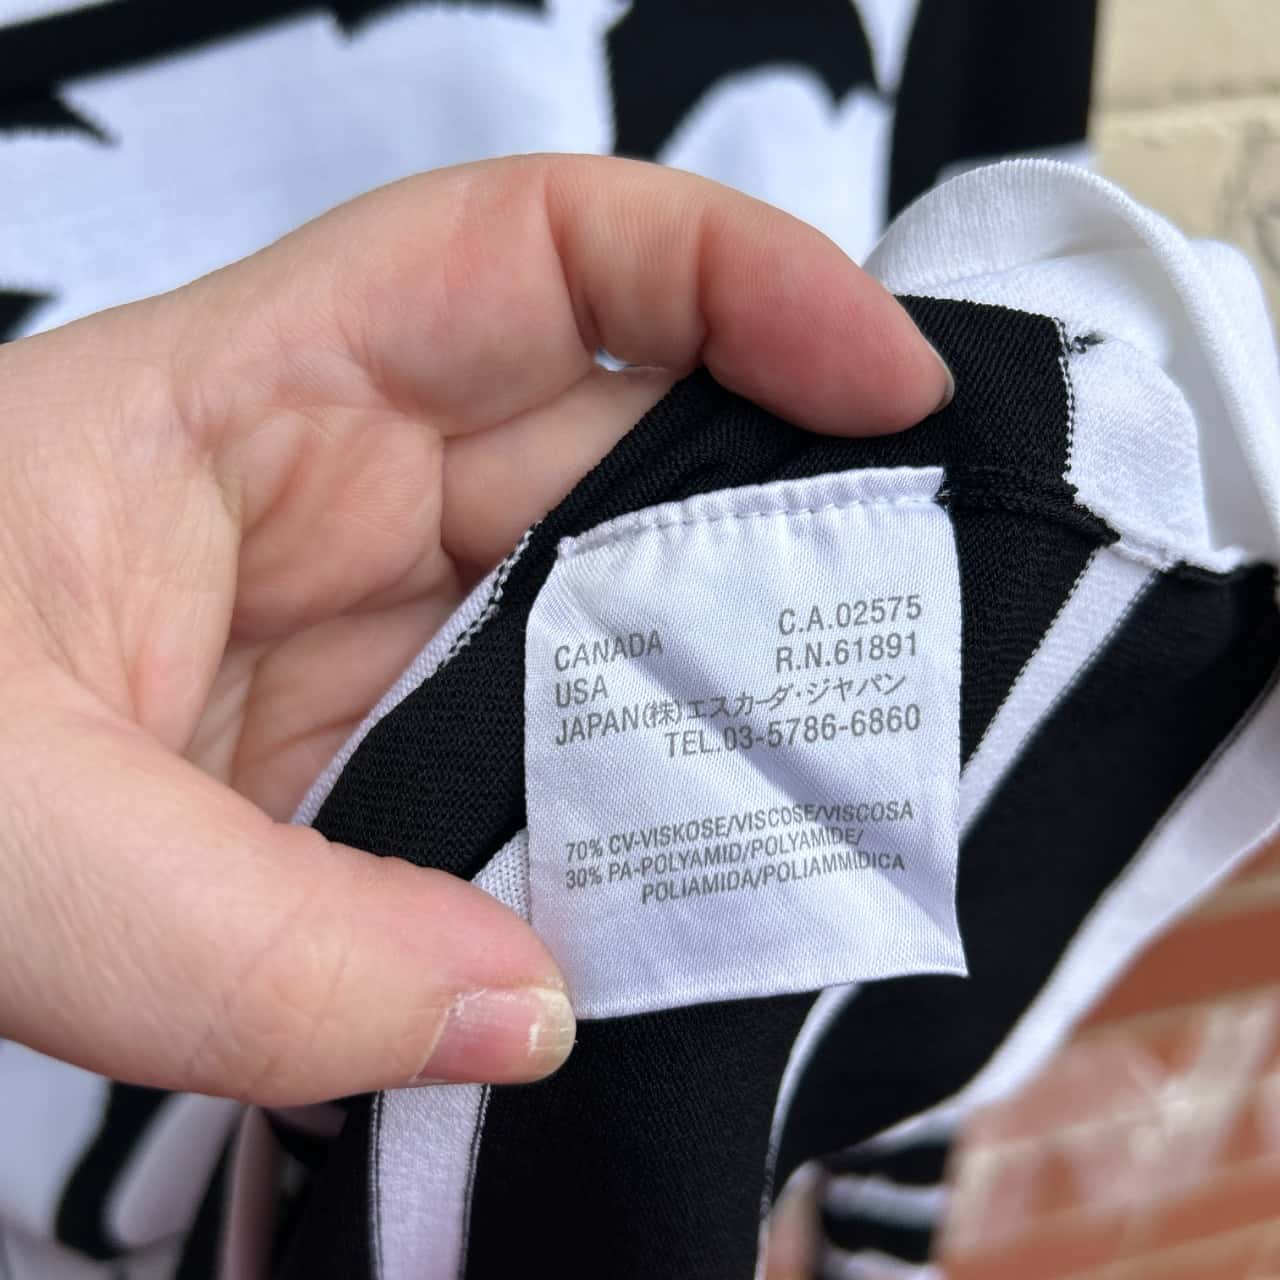 CANADA C.A.02575
USA R.N.61891
JAPAN(株)エスカーダ・ジャパン
TEL.03-5786-6860
70% CV-VISKOSE/VISCOSE/VISCOSA
30% PA-POLYAMID/POLYAMIDE/
POLIAMIDA/POLIAMMIDICA